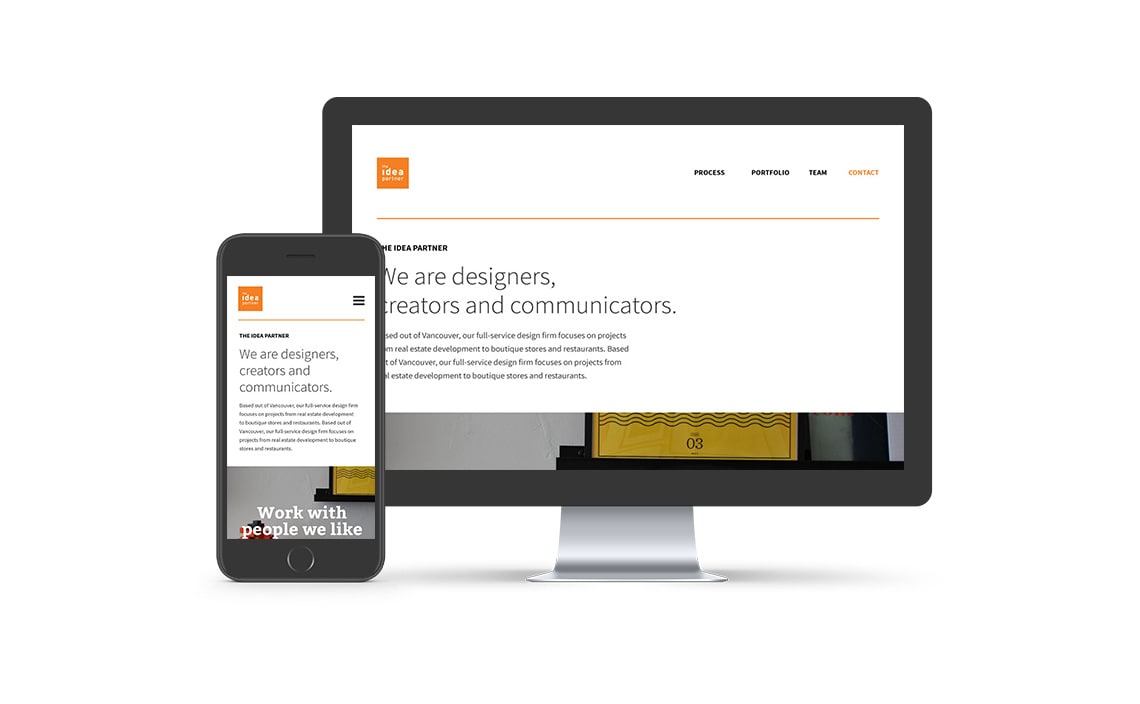 the
idea
partner
PROCESS
PORTFOLIO
TEAM
CONTACT
HE IDEA PARTNER
We are designers,
creators and communicators.
sed out of Vancouver, our full-service design firm focuses on projects
m real estate development to boutique stores and restaurants. Based
t of Vancouver, our full-service design firm focuses on projects from
al estate development to boutique stores and restaurants.
03
the
idea
partner
THE IDEA PARTNER
We are designers,
creators and
communicators.
Based out of Vancouver, our full-service design firm
focuses on projects from real estate development
to boutique stores and restaurants. Based out of
Vancouver, our full-service design firm focuses on
projects from real estate development to boutique
stores and restaurants.
Work with
people we like